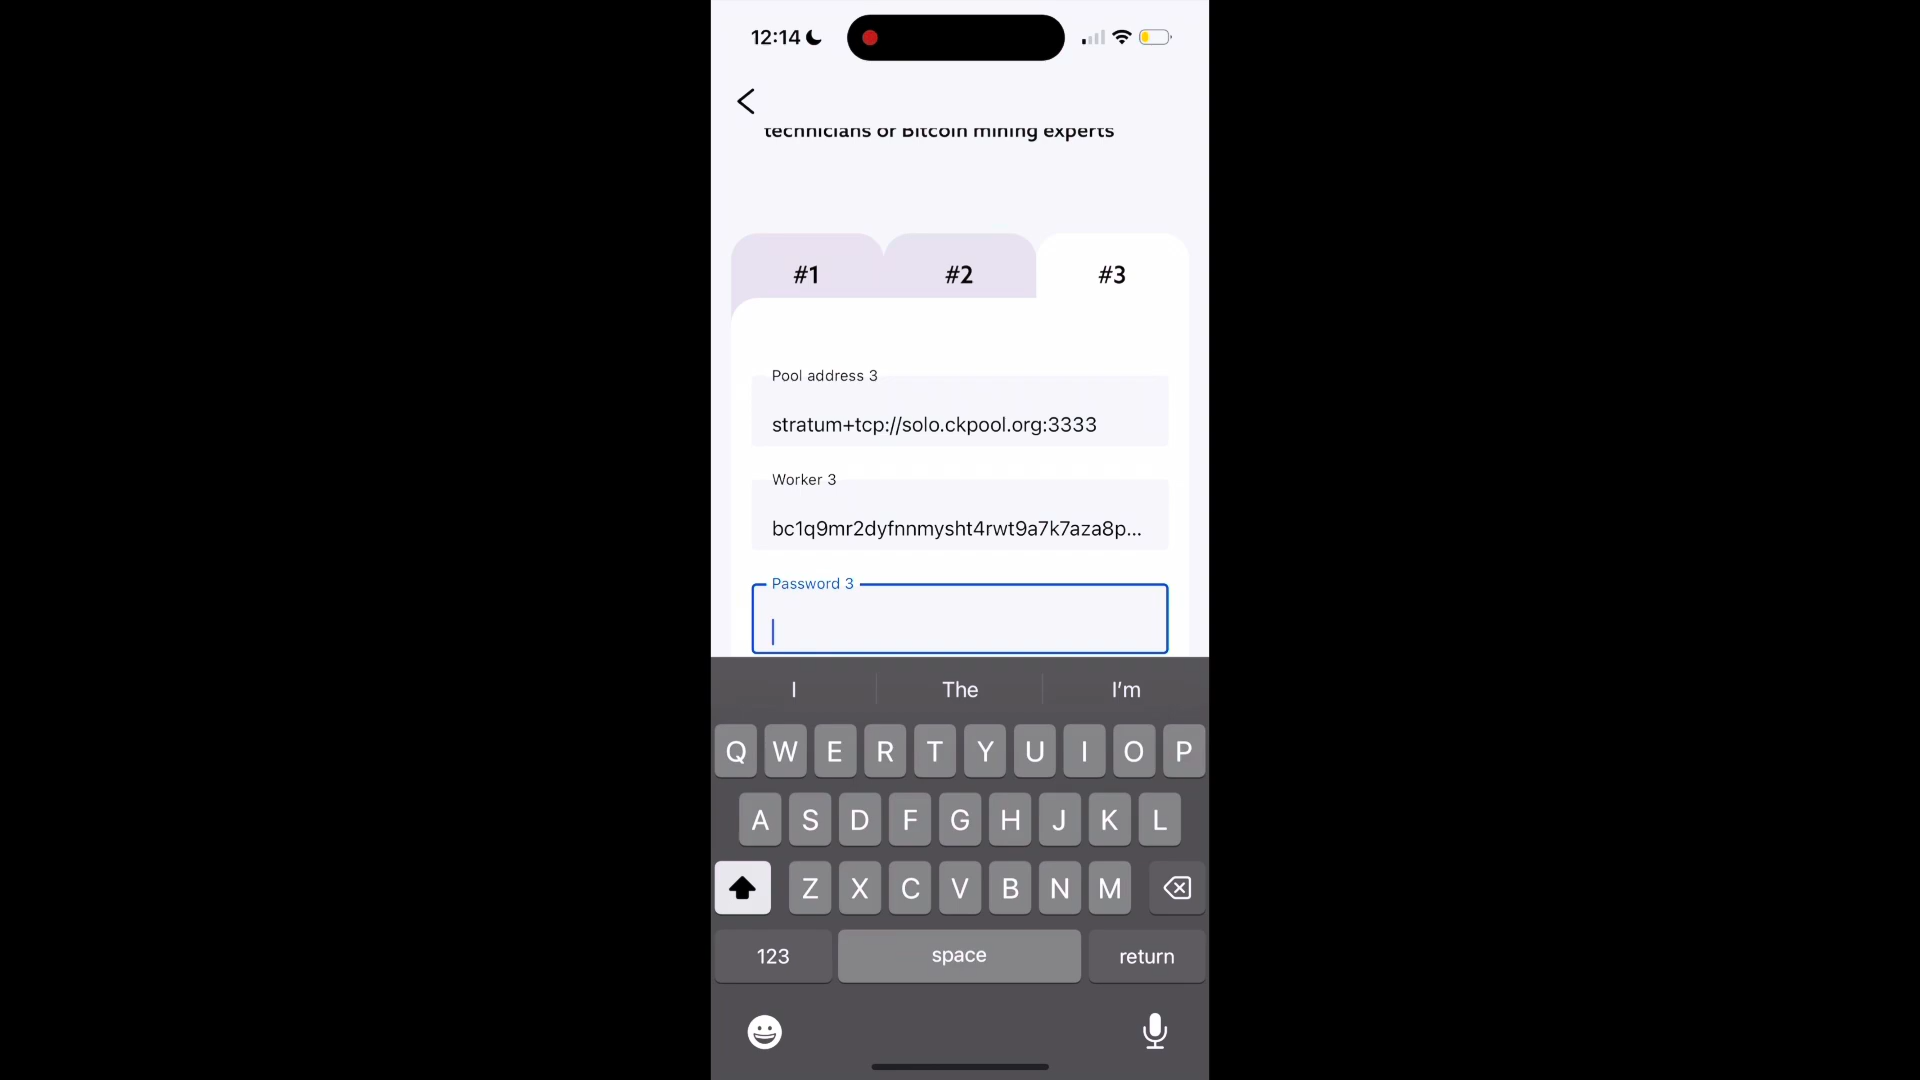 12:14
technicians or Bitcoin mining experts
#1 #2 #3
Pool address 3
stratum+tcp://solo.ckpool.org:3333
Worker 3
bc1q9mr2dyfnnmysht4rwt9a7k7aza8p...
Password 3
I The I'm
Q W E R T Y U I O P
A S D F G H J K L
Z X C V B N M
123 space return